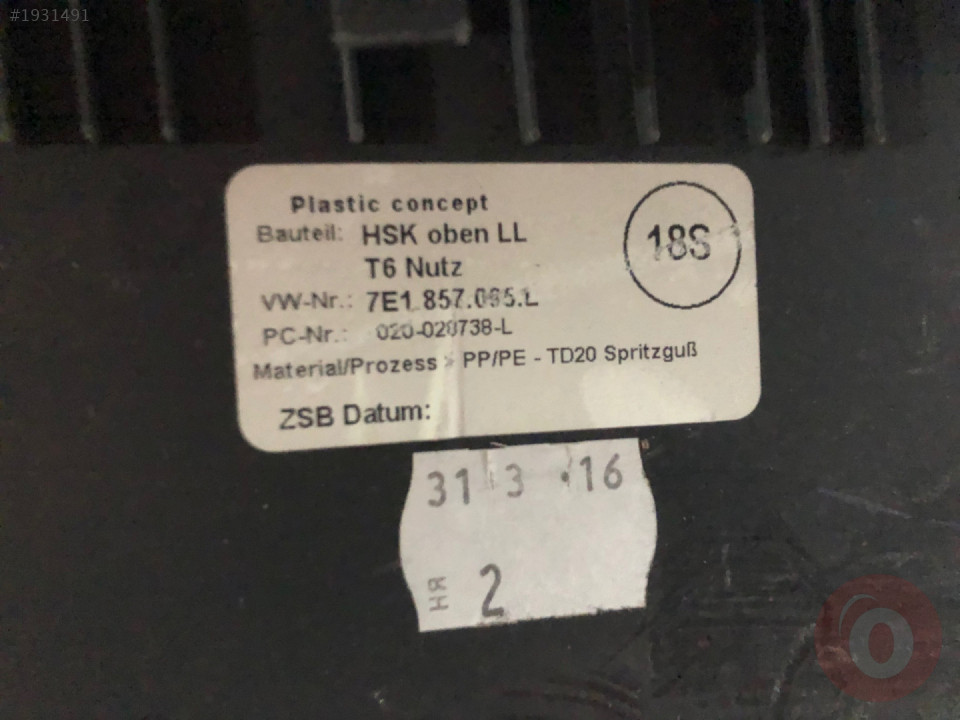 #1931491
Plastic concept
Bauteil: HSK oben LL
T6 Nutz
18S
VW-Nr.: 7E1.857.095.L
PC-Nr.: 020-020738-L
Material/Prozess : PP/PE - TD20 Spritzguß
ZSB Datum:
31 3 .16
HR 2